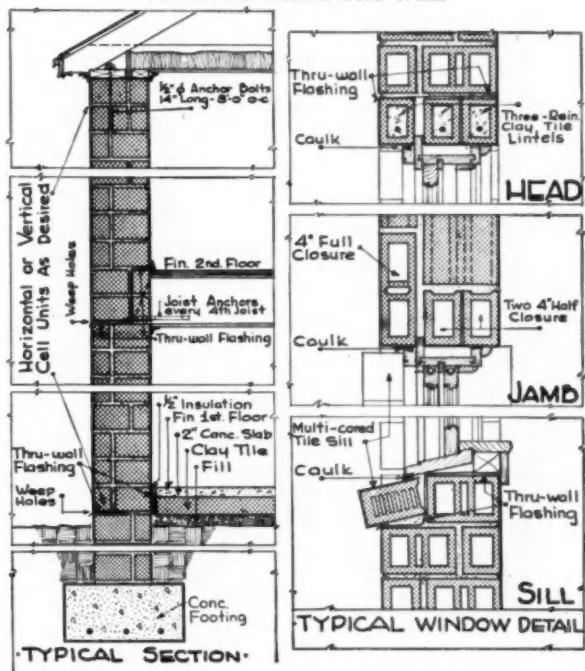 ½" ⌀ Anchor Bolts
14" Long - 8'-0" o-c
Horizontal or Vertical
Cell Units As Desired
Weep Holes
Fin. 2nd. Floor
Joist Anchors
every 4th Joist
Thru-wall Flashing
½" Insulation
Fin 1st. Floor
2" Conc. Slab
Clay Tile
Fill
Thru-wall
Flashing
Weep
Holes
Conc.
Footing
·TYPICAL SECTION·
Thru-wall
Flashing
Three-Rein.
Clay Tile
Lintels
Caulk
HEAD
4" Full
Closure
Two 4" Half
Closure
Caulk
JAMB
Multi-cored
Tile Sill
Caulk
Thru-wall
Flashing
SILL
TYPICAL WINDOW DETAIL